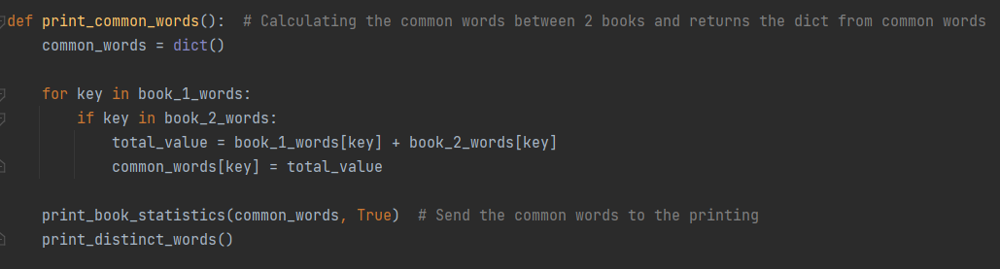 def print_common_words():  # Calculating the common words between 2 books and returns the dict from common words
    common_words = dict()

    for key in book_1_words:
        if key in book_2_words:
            total_value = book_1_words[key] + book_2_words[key]
            common_words[key] = total_value

    print_book_statistics(common_words, True)  # Send the common words to the printing
    print_distinct_words()